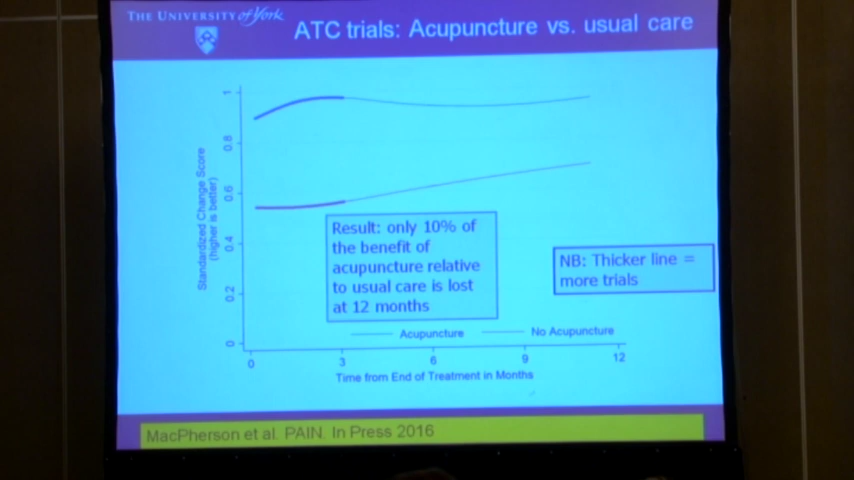 THE UNIVERSITY of York
ATC trials: Acupuncture vs. usual care
Standardized Change Score
(higher is better)
1
0.8
0.6
0.4
0.2
0
Result: only 10% of
the benefit of
acupuncture relative
to usual care is lost
at 12 months
NB: Thicker line =
more trials
Acupuncture
No Acupuncture
0
3
6
9
12
Time from End of Treatment in Months
MacPherson et al. PAIN. In Press 2016